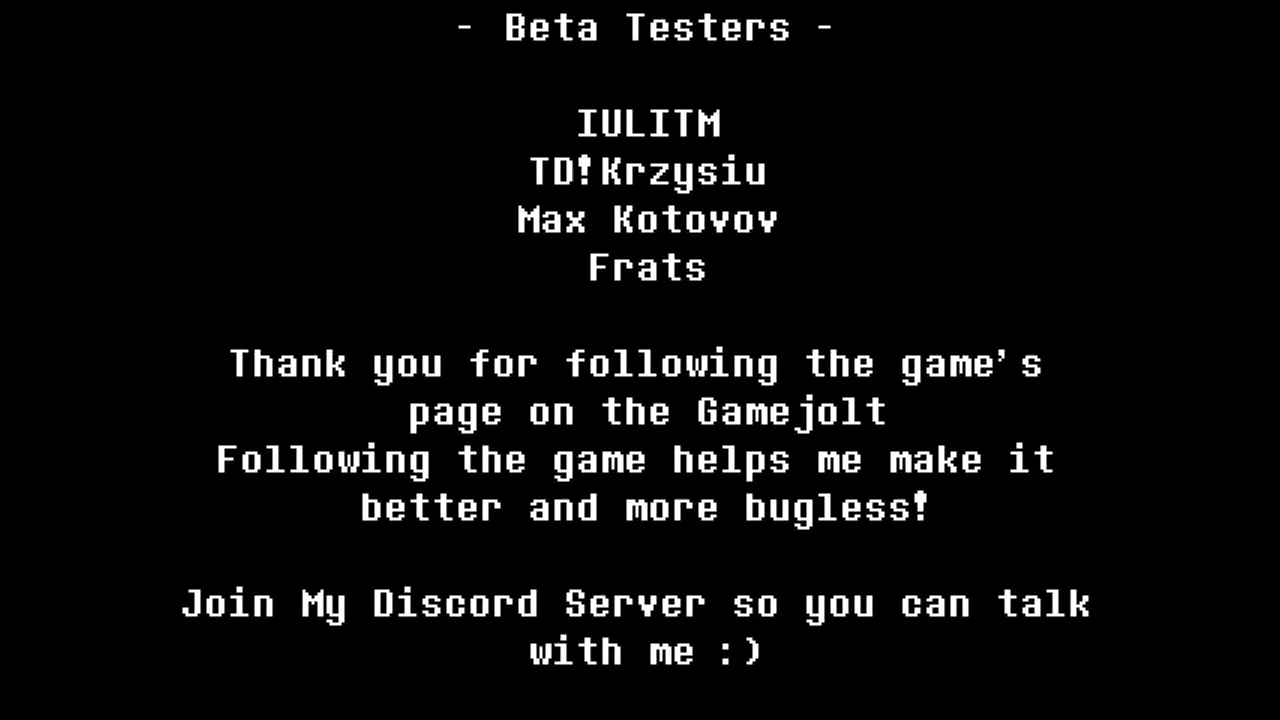 - Beta Testers -
IULITM
TD!Krzysiu
Max Kotovov
Frats
Thank you for following the game's
page on the Gamejolt
Following the game helps me make it
better and more bugless!
Join My Discord Server so you can talk
with me :)